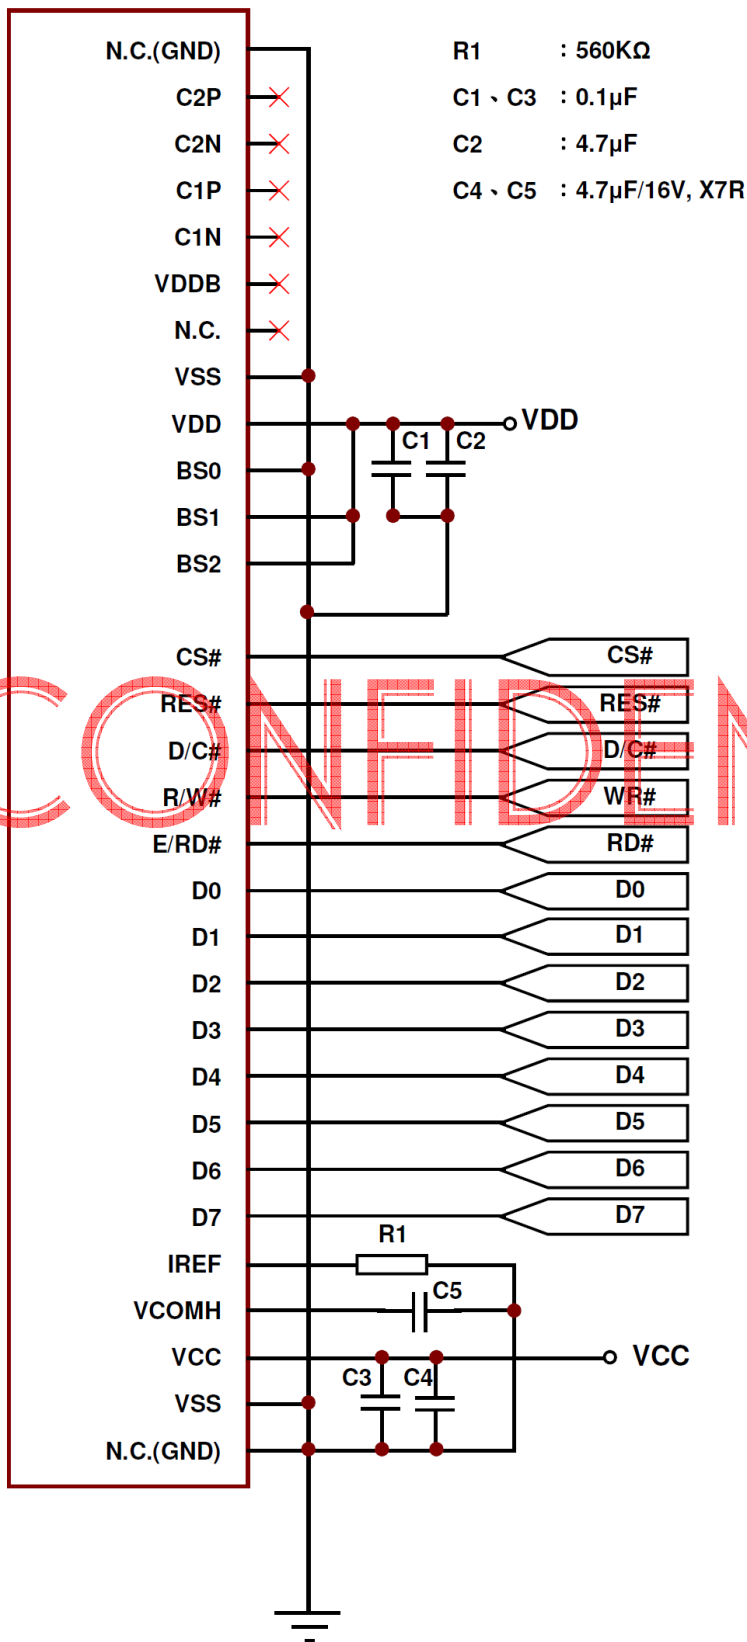 N.C.(GND)
R1 : 560KΩ
C2P
C1、C3 : 0.1µF
C2N
C2 : 4.7µF
C1P
C4、C5 : 4.7µF/16V, X7R
C1N
VDDB
N.C.
VSS
VDD
VDD
C1 C2
BS0
BS1
BS2
CS# CS#
RES# RES#
D/C# D/C#
CONFIDEN
R/W# WR#
E/RD# RD#
D0 D0
D1 D1
D2 D2
D3 D3
D4 D4
D5 D5
D6 D6
D7 D7
R1
IREF
C5
VCOMH
VCC VCC
C3 C4
VSS
N.C.(GND)